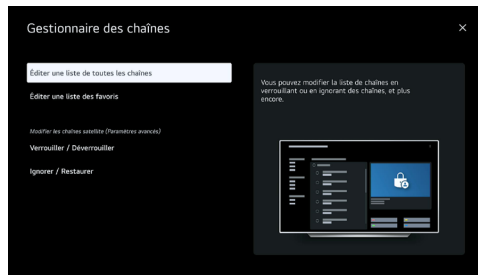 Gestionnaire des chaînes
Éditer une liste de toutes les chaînes
Éditer une liste des favoris
Modifier les chaînes satellite (Paramètres avancés)
Verrouiller / Déverrouiller
Ignorer / Restaurer
Vous pouvez modifier la liste de chaînes en
verrouillant ou en ignorant des chaînes, et plus
encore.